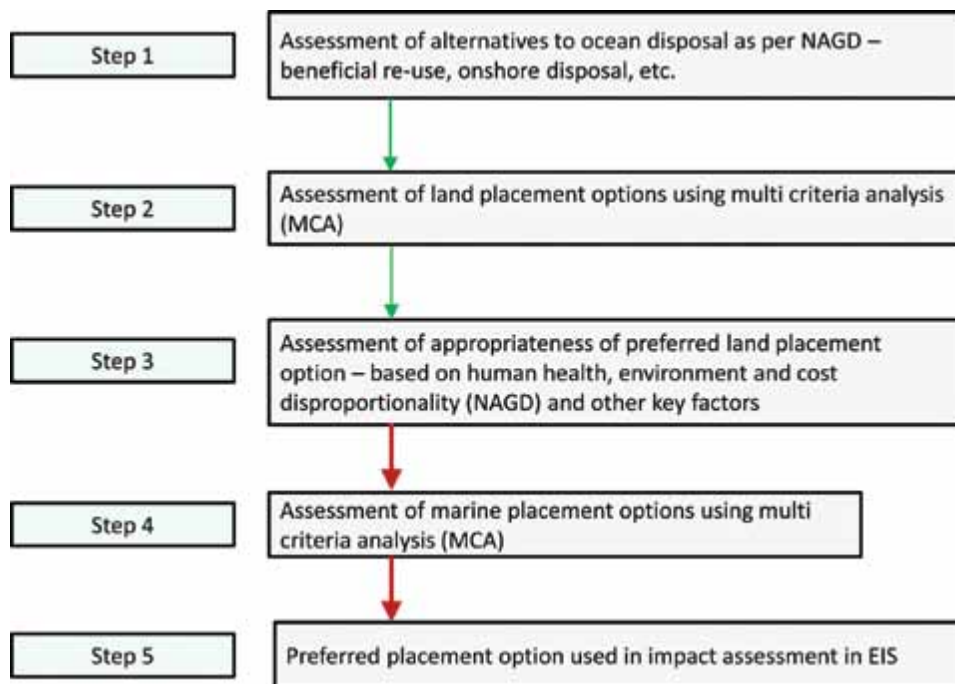 Step 1
Assessment of alternatives to ocean disposal as per NAGD –
beneficial re-use, onshore disposal, etc.
Step 2
Assessment of land placement options using multi criteria analysis
(MCA)
Step 3
Assessment of appropriateness of preferred land placement
option – based on human health, environment and cost
disproportionality (NAGD) and other key factors
Step 4
Assessment of marine placement options using multi
criteria analysis (MCA)
Step 5
Preferred placement option used in impact assessment in EIS